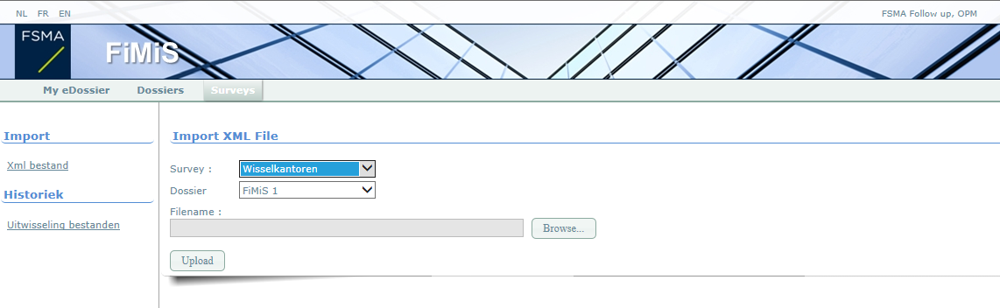 NL FR EN FSMA Follow up, OPM
FSMA
FiMiS
My eDossier Dossiers Surveys
Import
Xml bestand
Historiek
Uitwisseling bestanden
Import XML File
Survey : Wisselkantoren
Dossier FiMiS 1
Filename :
Browse...
Upload